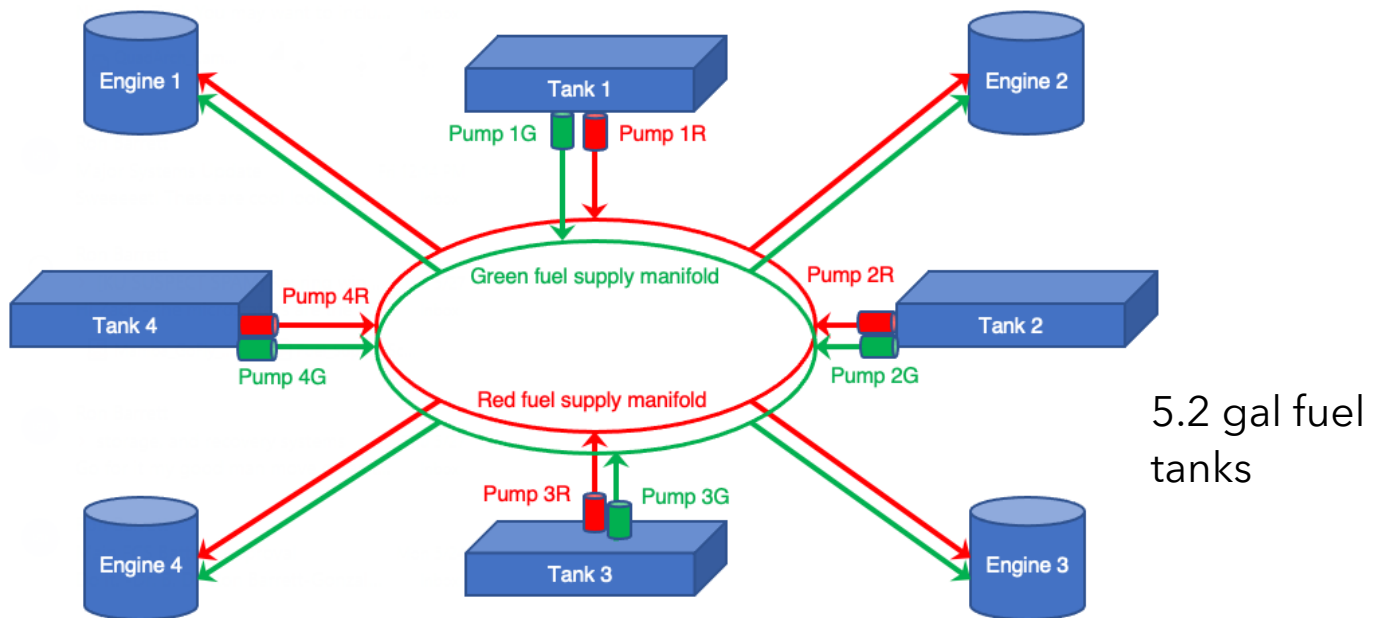 Engine 1
Tank 1
Engine 2
Pump 1G
Pump 1R
Green fuel supply manifold
Pump 2R
Pump 4R
Tank 4
Tank 2
Pump 4G
Pump 2G
Red fuel supply manifold
5.2 gal fuel
tanks
Pump 3R
Pump 3G
Engine 4
Tank 3
Engine 3